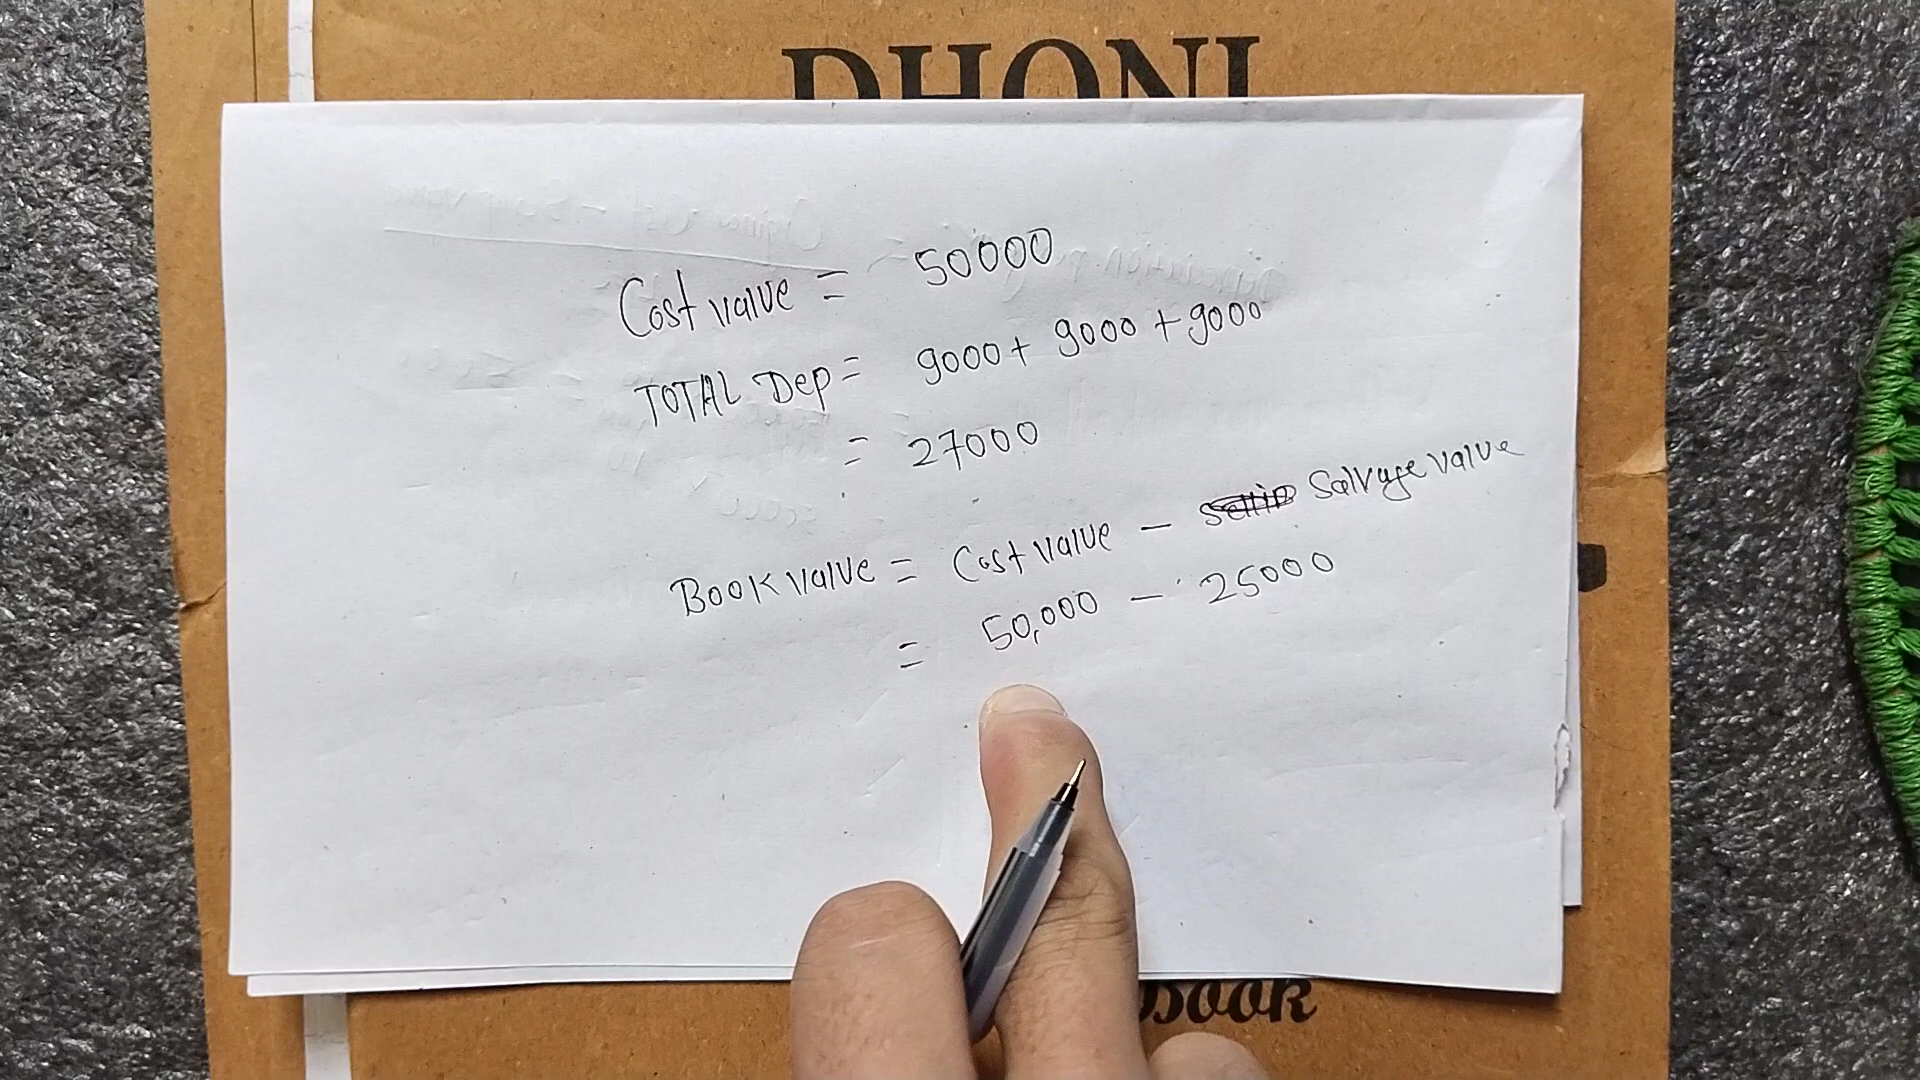 DHONI
Cost value = 50000
TOTAL Dep = 9000 + 9000 + 9000
= 27000
Book value = Cost value - Salvage value
= 50,000 - 25000